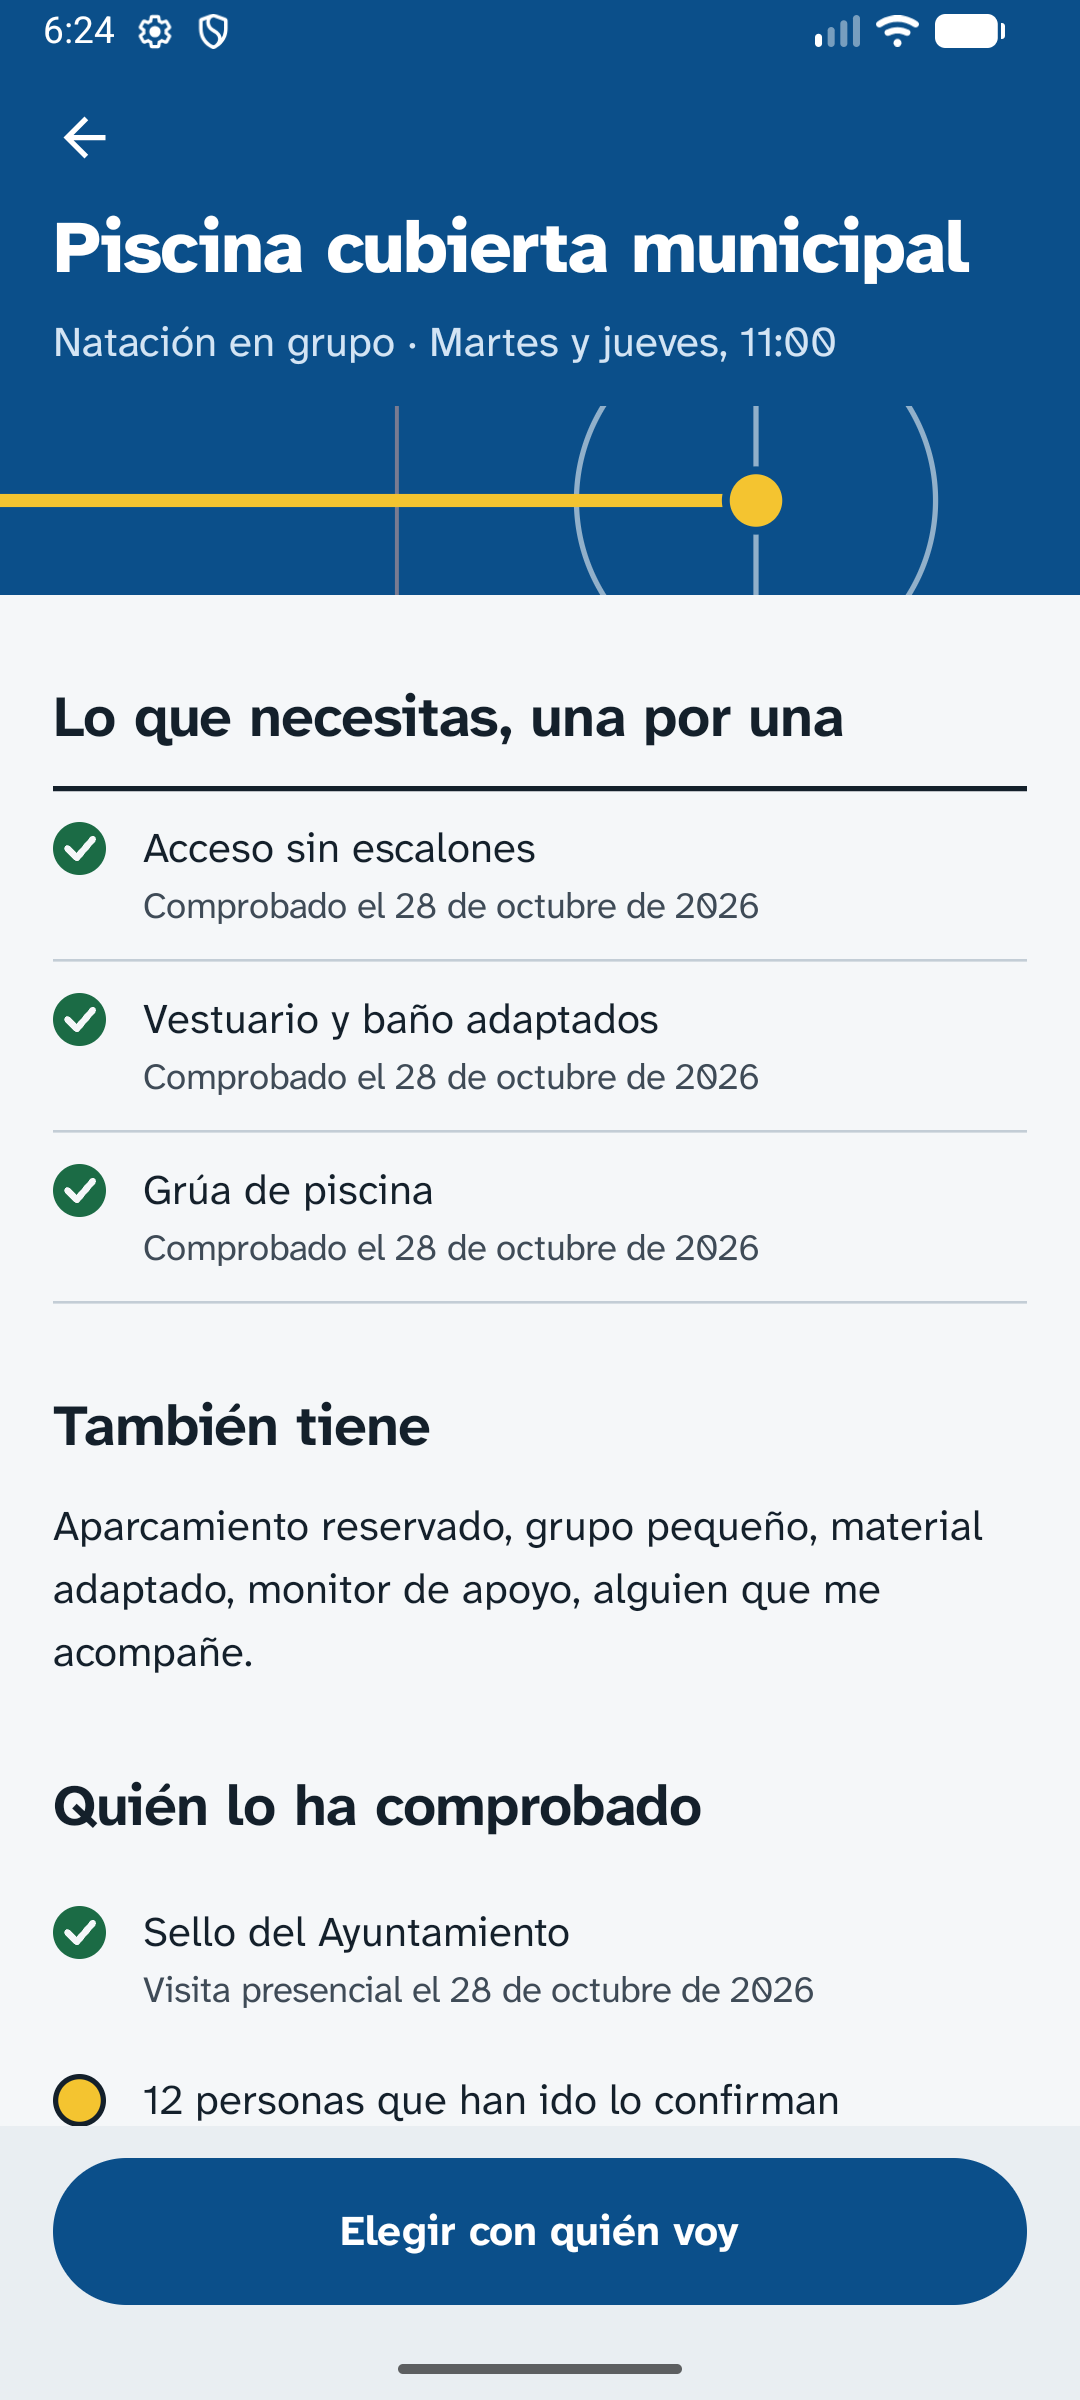 6:24
Piscina cubierta municipal
Natación en grupo · Martes y jueves, 11:00
Lo que necesitas, una por una
Acceso sin escalones
Comprobado el 28 de octubre de 2026
Vestuario y baño adaptados
Comprobado el 28 de octubre de 2026
Grúa de piscina
Comprobado el 28 de octubre de 2026
También tiene
Aparcamiento reservado, grupo pequeño, material
adaptado, monitor de apoyo, alguien que me
acompañe.
Quién lo ha comprobado
Sello del Ayuntamiento
Visita presencial el 28 de octubre de 2026
12 personas que han ido lo confirman
Elegir con quién voy